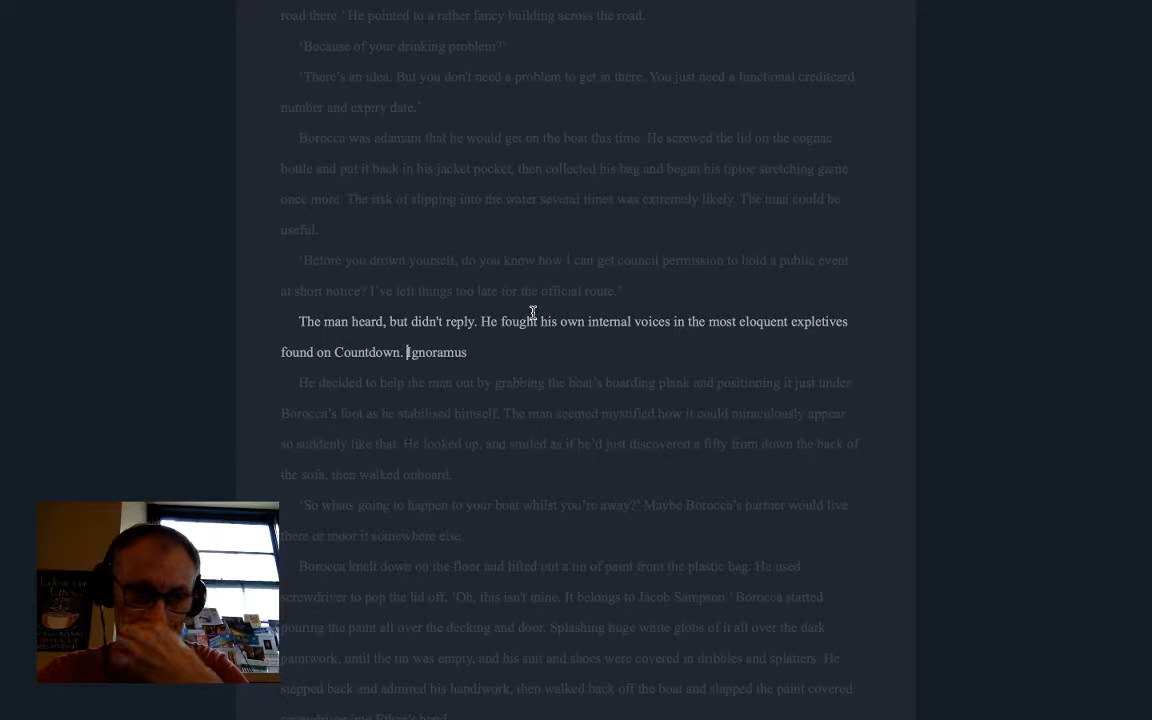 road there.' He pointed to a rather fancy building across the road.
'Because of your drinking problem?'
'There's an idea. But you don't need a problem to get in there. You just need a functional creditcard
number and expiry date.'
Borocca was adamant that he would get on the boat this time. He screwed the lid on the cognac
bottle and put it back in his jacket pocket, then collected his bag and began his tiptoe stretching game
once more. The risk of slipping into the water several times was extremely likely. The man could be
useful.
'Before you drown yourself, do you know how I can get council permission to hold a public event
at short notice? I've left things too late for the official route.'
The man heard, but didn't reply. He fought his own internal voices in the most eloquent expletives
found on Countdown. Ignoramus
He decided to help the man out by grabbing the boat's boarding plank and positioning it just under
Borocca's foot as he stabilised himself. The man seemed mystified how it could miraculously appear
so suddenly like that. He looked up, and smiled as if he'd just discovered a fifty from down the back of
the sofa, then walked onboard.
'So whats going to happen to your boat whilst you're away?' Maybe Borocca's partner would live
there or moor it somewhere else.
Borocca knelt down on the floor and lifted out a tin of paint from the plastic bag. He used
screwdriver to pop the lid off. 'Oh, this isn't mine. It belongs to Jacob Sampson.' Borocca started
pouring the paint all over the decking and door. Splashing huge white globs of it all over the dark
paintwork, until the tin was empty, and his suit and shoes were covered in dribbles and splatters. He
stepped back and admired his handiwork, then walked back off the boat and slapped the paint covered
screwdriver into Ethan's hand.